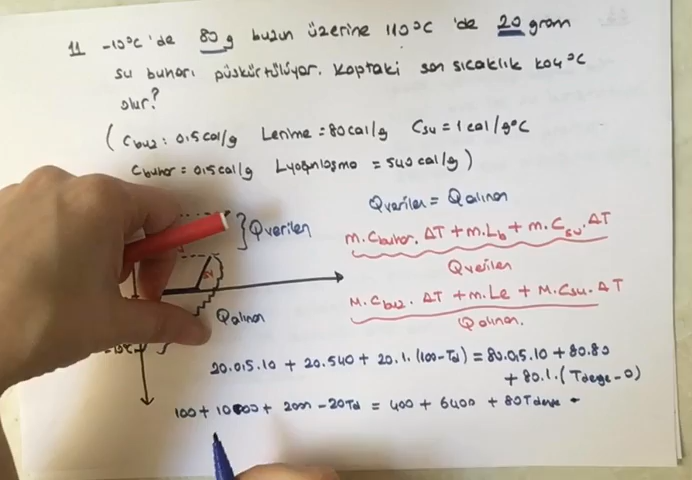 11 -10°C 'de 80 g buzun üzerine 110°C 'de 20 gram
su buharı püskürtülüyor. Kaptaki son sıcaklık kaç °C
olur?
( Cbuz: 0,5 cal/g Lerime = 80 cal/g Csu = 1 cal/g°C
Cbuhar = 0,5 cal/g Lyoğunlaşma = 540 cal/g )
Qverilen = Qalınan
} Qverilen
m.Cbuhar. ΔT + m.Lb + m.Csu. ΔT
Qverilen
su
m.Cbuz. ΔT + m.Le + m.Csu. ΔT
Qalınan.
Qalınan
20.0,5.10 + 20.540 + 20.1.(100-Td) = 80.0,5.10 + 80.80
+ 80.1.(Tdenge-0)
100 + 10800 + 2000 - 20Td = 400 + 6400 + 80Tdenge